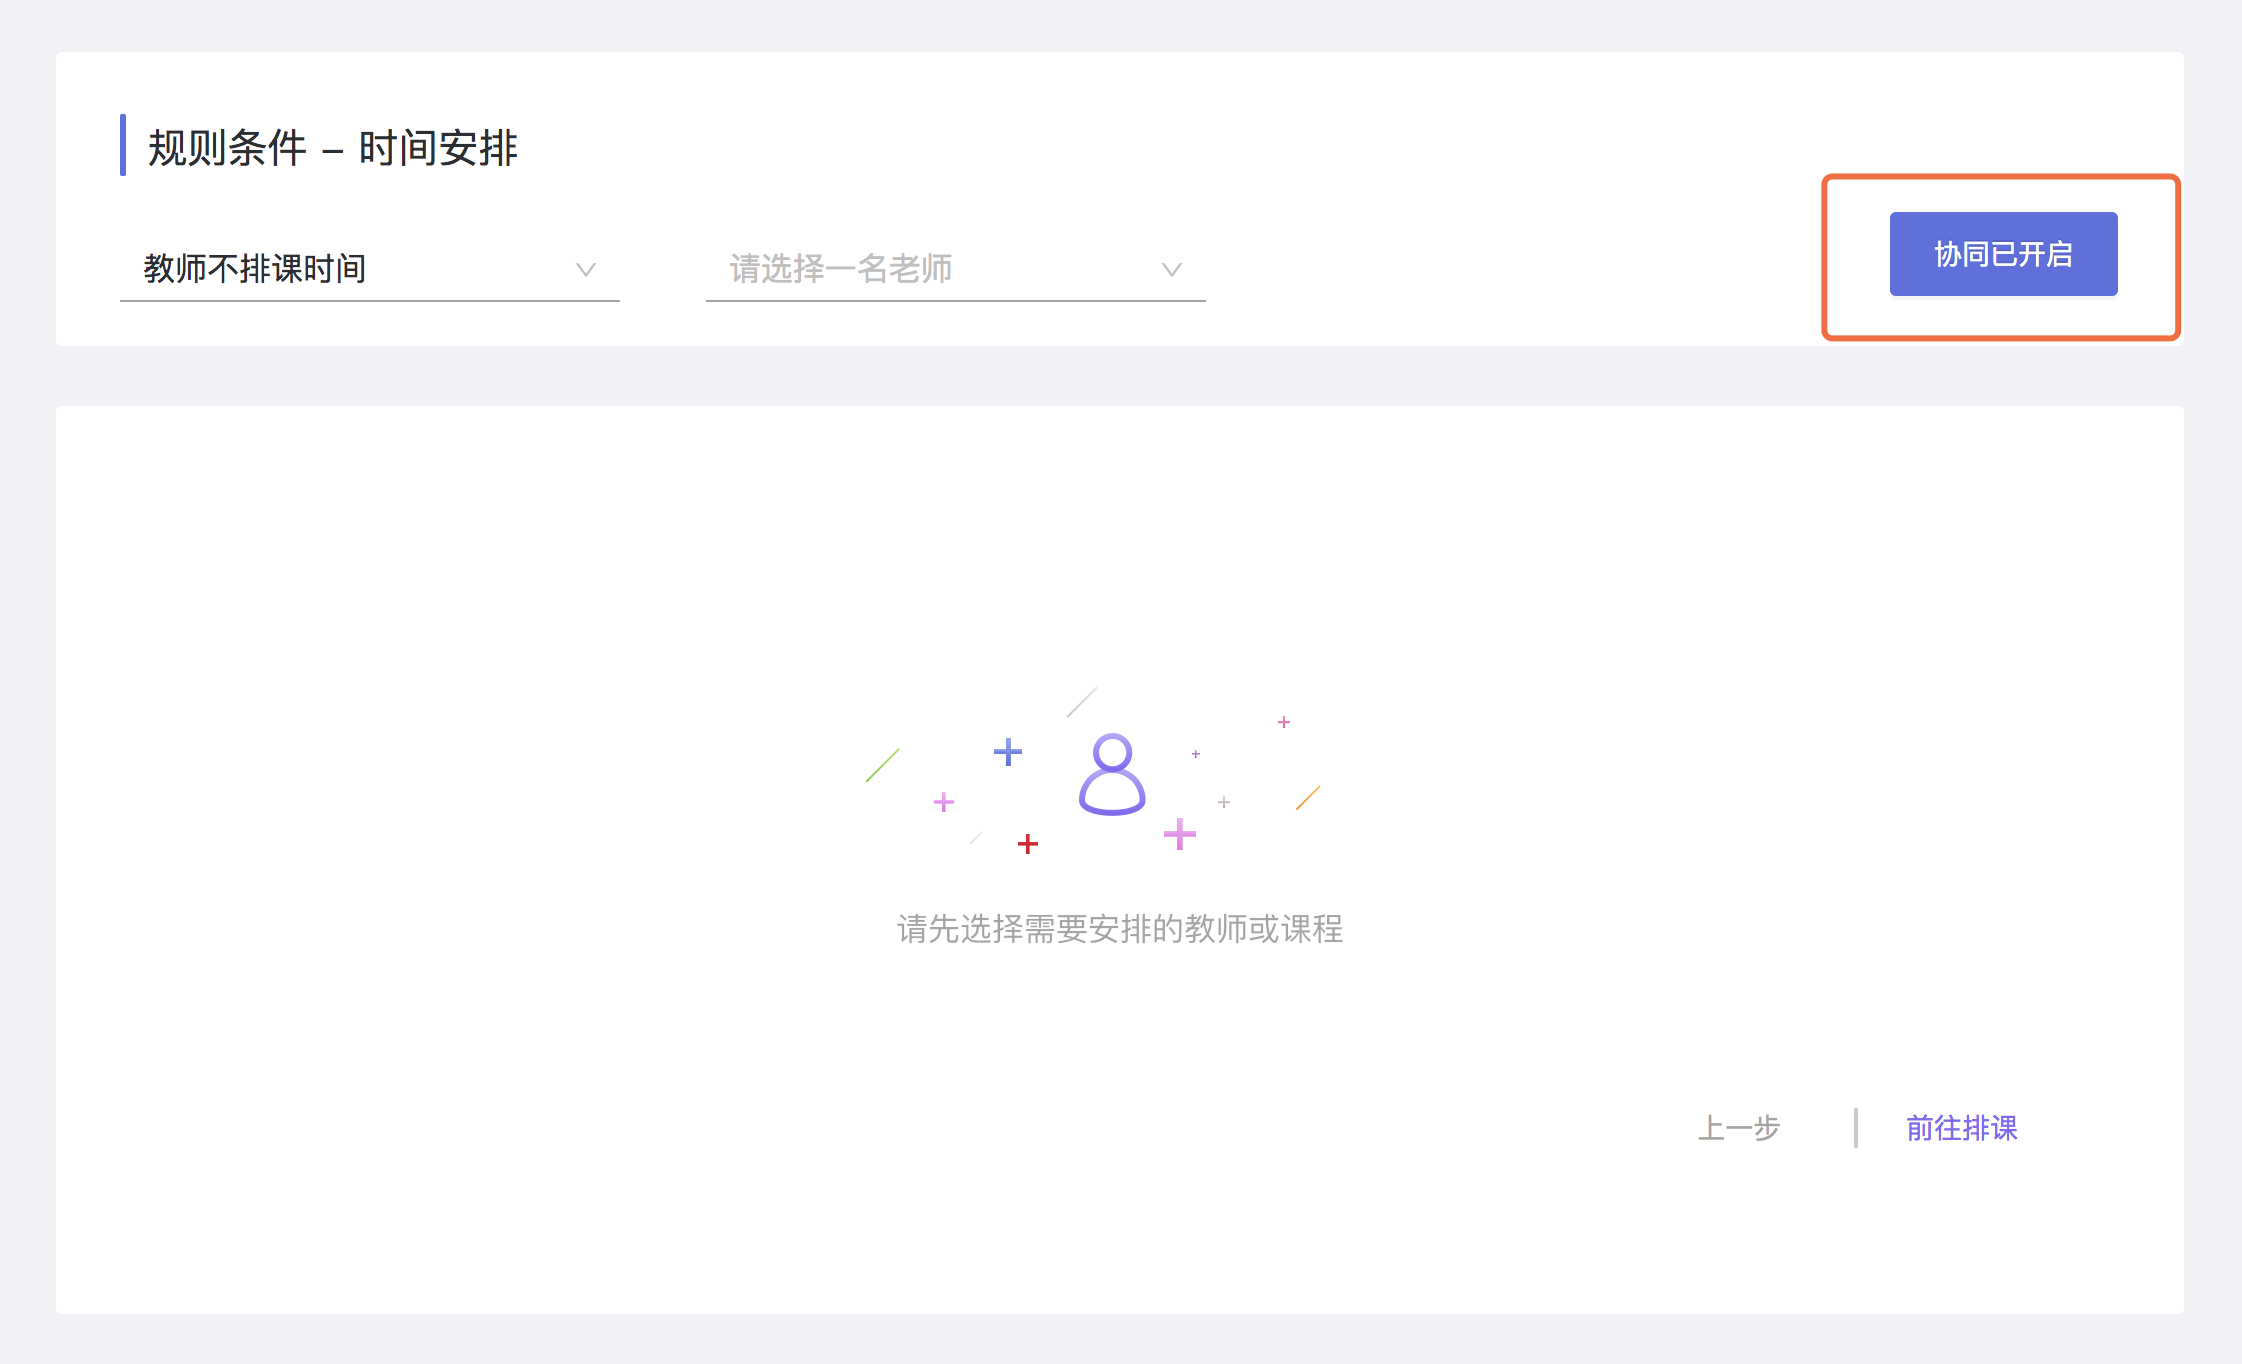 规则条件 – 时间安排
教师不排课时间
请选择一名老师
协同已开启
请先选择需要安排的教师或课程
上一步
前往排课